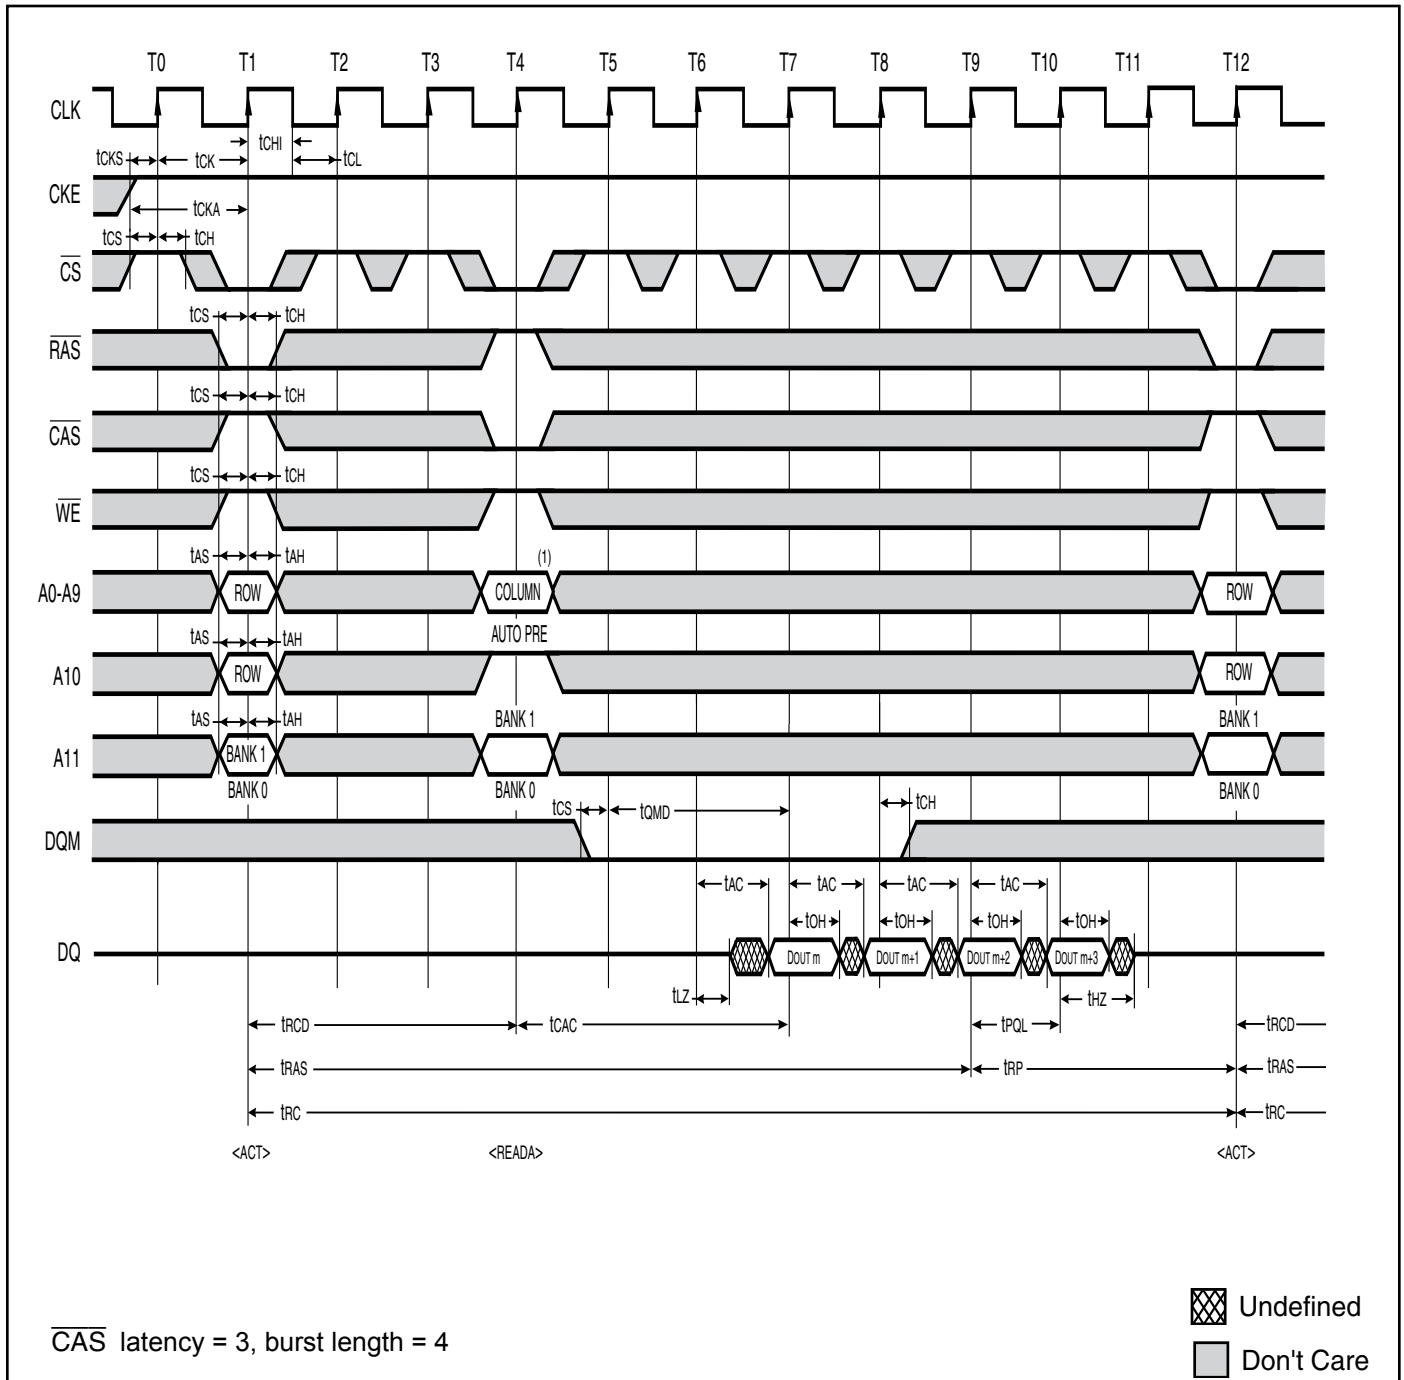 T0 T1 T2 T3 T4 T5 T6 T7 T8 T9 T10 T11 T12
CLK
tCHI
tCKS tCK tCL
CKE
tCKA
tCS tCH
CS
tCS tCH
RAS
tCS tCH
CAS
tCS tCH
WE
tAS tAH (1)
A0-A9 ROW COLUMN ROW
tAS tAH AUTO PRE
A10 ROW ROW
tAS tAH BANK 1 BANK 1
A11 BANK 1
BANK 0 BANK 0 BANK 0
tCS tQMD tCH
DQM
tAC tAC tAC tAC
tOH tOH tOH tOH
DQ DOUT m DOUT m+1 DOUT m+2 DOUT m+3
tLZ tHZ
tRCD tCAC tPQL tRCD
tRAS tRP tRAS
tRC tRC
<ACT> <READA> <ACT>
Undefined
CAS latency = 3, burst length = 4
Don't Care